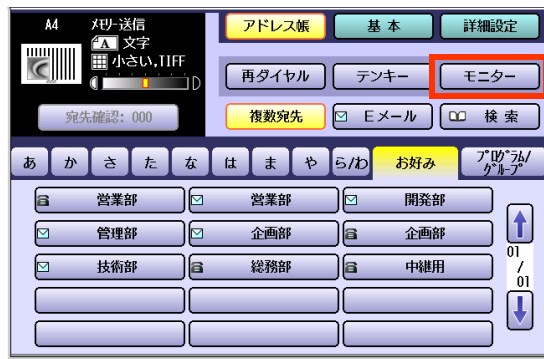 A4 メモリー送信 アドレス帳 基本 詳細設定
A 文字
小さい,TIFF
D
再ダイヤル テンキー モニター
宛先確認: 000 複数宛先 Eメール 検索
あ か さ た な は ま や ら/わ お好み プログラム/
グループ
営業部 営業部 開発部
管理部 企画部 企画部
01
/
01
技術部 総務部 中継用